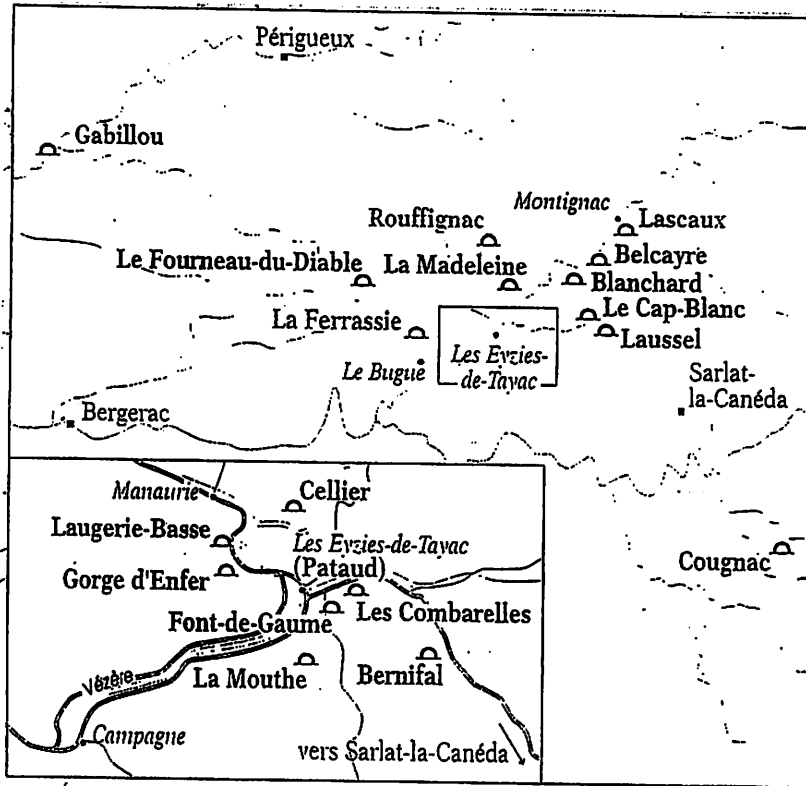 Périgueux
Gabillou
Montignac
Rouffignac
Lascaux
Belcayre
Le Fourneau-du-Diable
La Madeleine
Blanchard
Le Cap-Blanc
La Ferrassie
Laussel
Les Eyzies-
de-Tayac
Le Bugue
Sarlat-
la-Canéda
Bergerac
Manaurie
Cellier
Laugerie-Basse
Les Eyzies-de-Tayac
(Pataud)
Gorge d'Enfer
Cougnac
Font-de-Gaume
Les Combarelles
La Mouthe
Bernifal
Vézère
Campagne
vers Sarlat-la-Canéda